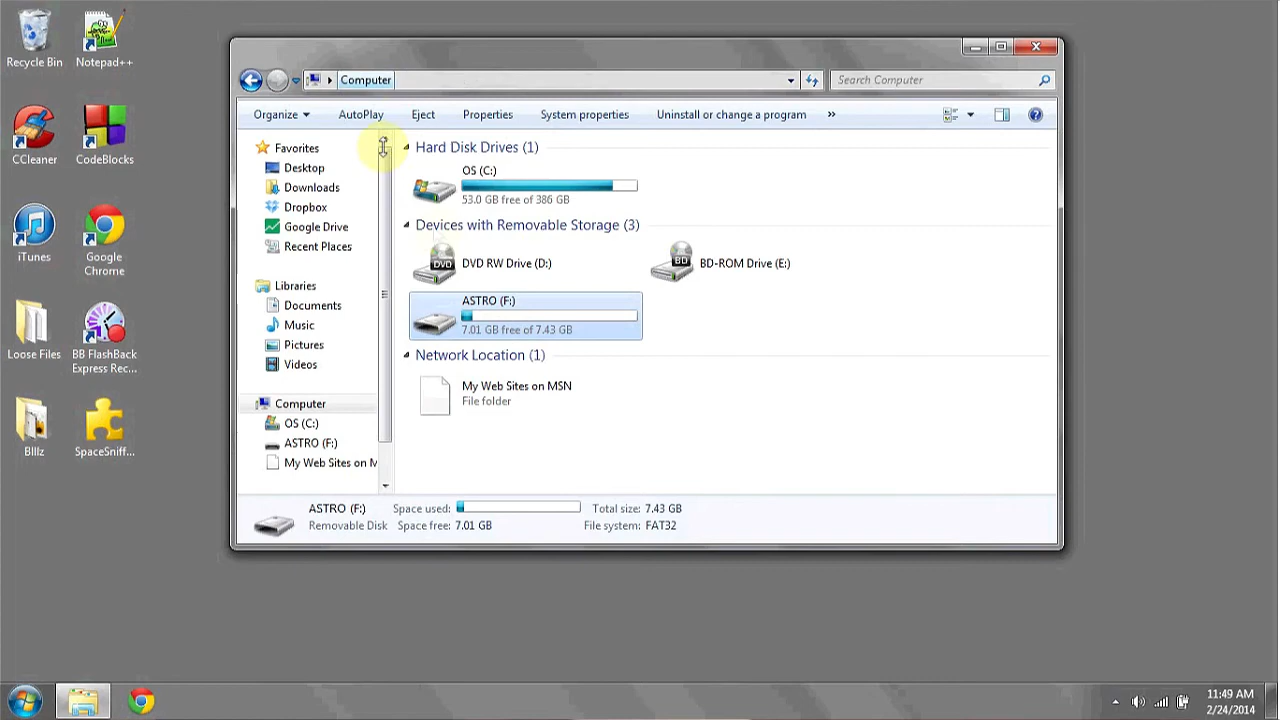 Recycle Bin
Notepad++
CCleaner
CodeBlocks
iTunes
Google
Chrome
Loose Files
BB FlashBack
Express Rec...
BIllz
SpaceSniff...
Computer
Search Computer
Organize
AutoPlay
Eject
Properties
System properties
Uninstall or change a program
»
Favorites
Desktop
Downloads
Dropbox
Google Drive
Recent Places
Libraries
Documents
Music
Pictures
Videos
Computer
OS (C:)
ASTRO (F:)
My Web Sites on M
Hard Disk Drives (1)
OS (C:)
53.0 GB free of 386 GB
Devices with Removable Storage (3)
DVD
DVD RW Drive (D:)
BD
BD-ROM Drive (E:)
ASTRO (F:)
7.01 GB free of 7.43 GB
Network Location (1)
My Web Sites on MSN
File folder
ASTRO (F:) Space used: Total size: 7.43 GB
Removable Disk Space free: 7.01 GB File system: FAT32
11:49 AM
2/24/2014